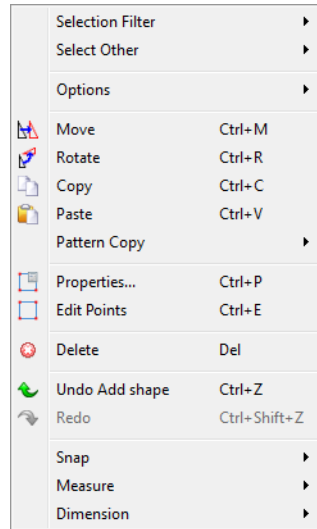 Selection Filter
Select Other
Options
Move Ctrl+M
Rotate Ctrl+R
Copy Ctrl+C
Paste Ctrl+V
Pattern Copy
Properties... Ctrl+P
Edit Points Ctrl+E
Delete Del
Undo Add shape Ctrl+Z
Redo Ctrl+Shift+Z
Snap
Measure
Dimension